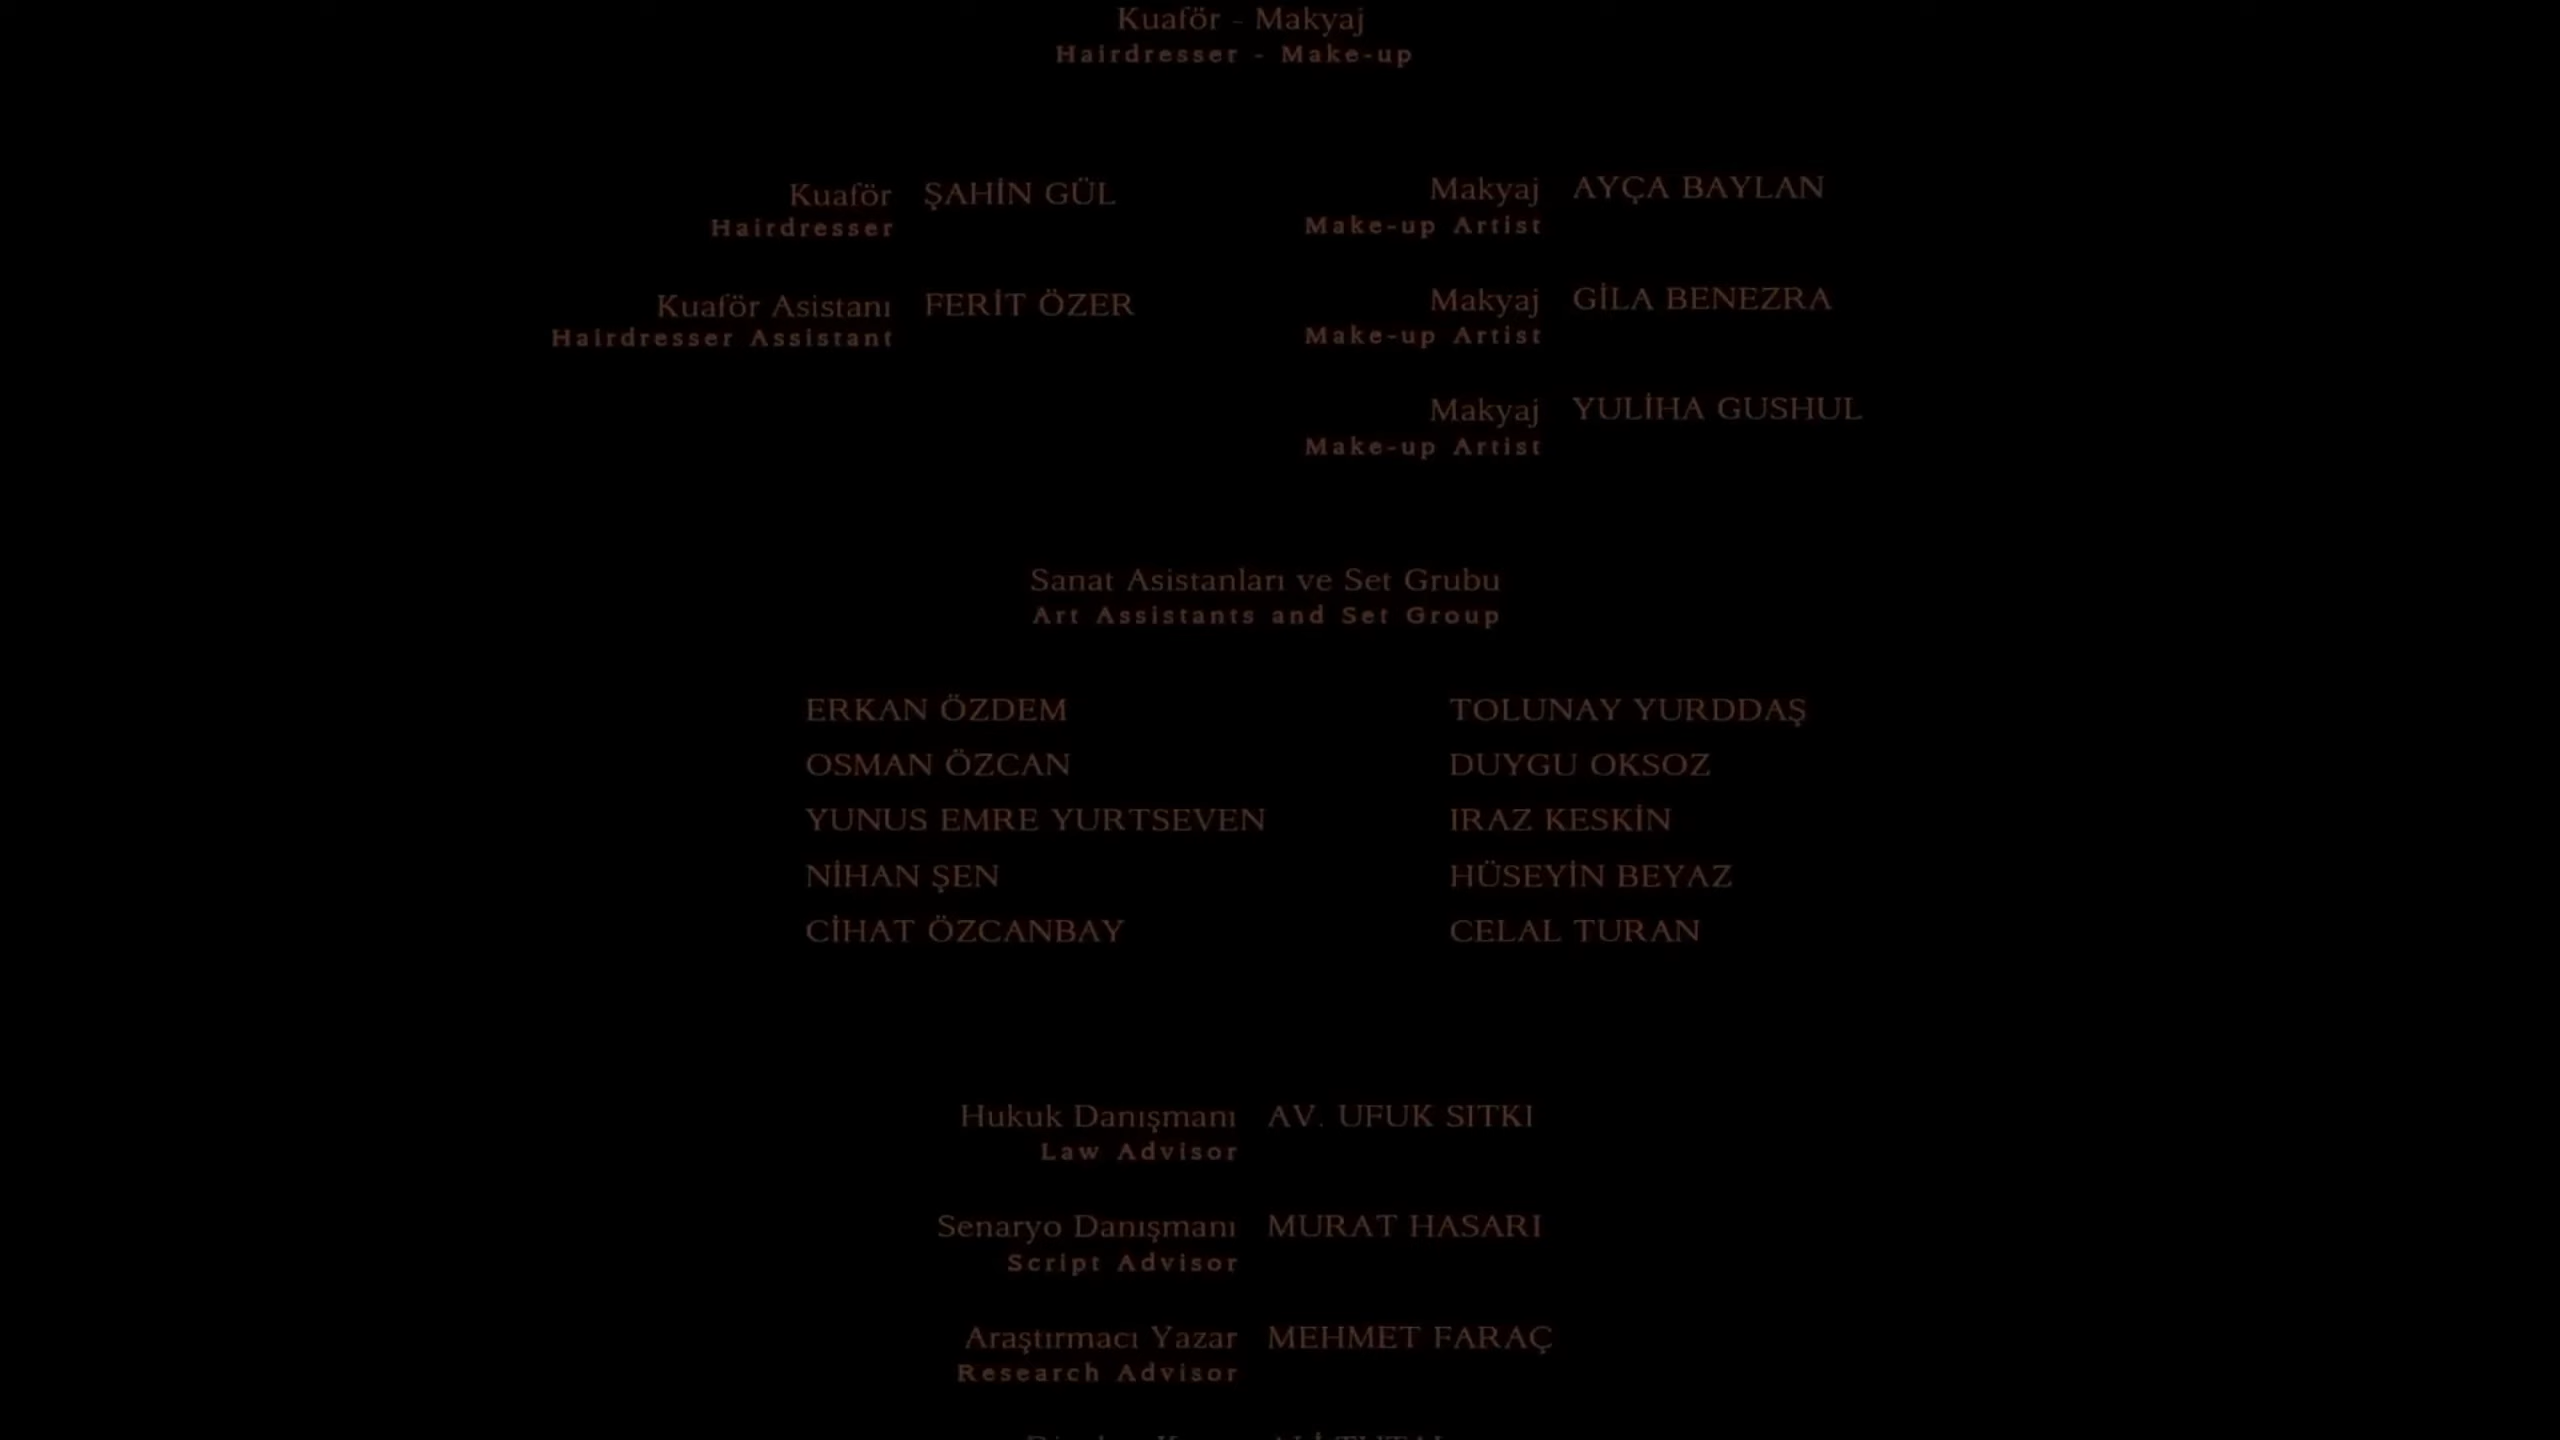 Kuaför - Makyaj
Hairdresser - Make-up
Kuaför ŞAHİN GÜL
Hairdresser
Kuaför Asistanı FERİT ÖZER
Hairdresser Assistant
Makyaj AYÇA BAYLAN
Make-up Artist
Makyaj GİLA BENEZRA
Make-up Artist
Makyaj YULİHA GUSHUL
Make-up Artist
Sanat Asistanları ve Set Grubu
Art Assistants and Set Group
ERKAN ÖZDEM
OSMAN ÖZCAN
YUNUS EMRE YURTSEVEN
NİHAN ŞEN
CİHAT ÖZCANBAY
TOLUNAY YURDDAŞ
DUYGU OKSOZ
IRAZ KESKİN
HÜSEYİN BEYAZ
CELAL TURAN
Hukuk Danışmanı AV. UFUK SITKI
Law Advisor
Senaryo Danışmanı MURAT HASARI
Script Advisor
Araştırmacı Yazar MEHMET FARAÇ
Research Advisor